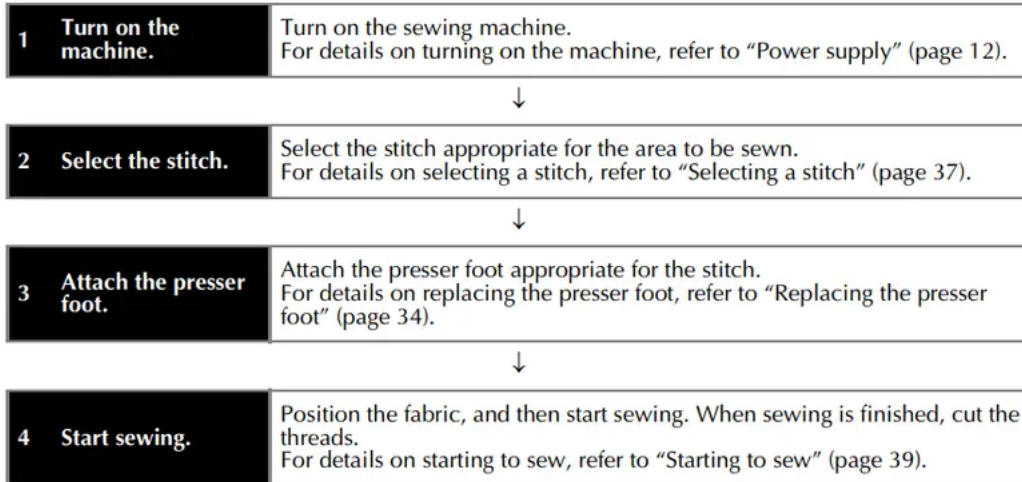 1 Turn on the
machine.
Turn on the sewing machine.
For details on turning on the machine, refer to “Power supply” (page 12).
↓
2 Select the stitch.
Select the stitch appropriate for the area to be sewn.
For details on selecting a stitch, refer to “Selecting a stitch” (page 37).
↓
3 Attach the presser
foot.
Attach the presser foot appropriate for the stitch.
For details on replacing the presser foot, refer to “Replacing the presser
foot” (page 34).
↓
4 Start sewing.
Position the fabric, and then start sewing. When sewing is finished, cut the
threads.
For details on starting to sew, refer to “Starting to sew” (page 39).